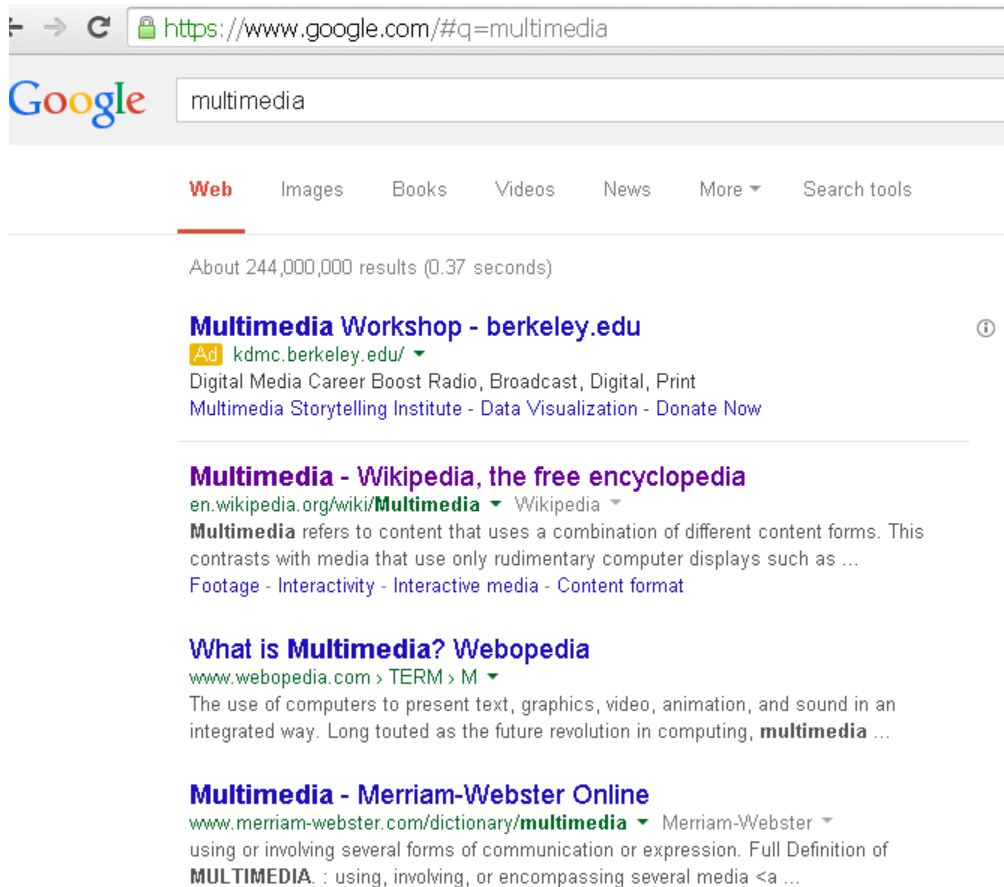 https://www.google.com/#q=multimedia
Google multimedia
Web Images Books Videos News More Search tools
About 244,000,000 results (0.37 seconds)
Multimedia Workshop - berkeley.edu
Ad kdmc.berkeley.edu/
Digital Media Career Boost Radio, Broadcast, Digital, Print
Multimedia Storytelling Institute - Data Visualization - Donate Now
Multimedia - Wikipedia, the free encyclopedia
en.wikipedia.org/wiki/Multimedia Wikipedia
Multimedia refers to content that uses a combination of different content forms. This
contrasts with media that use only rudimentary computer displays such as ...
Footage - Interactivity - Interactive media - Content format
What is Multimedia? Webopedia
www.webopedia.com › TERM › M
The use of computers to present text, graphics, video, animation, and sound in an
integrated way. Long touted as the future revolution in computing, multimedia ...
Multimedia - Merriam-Webster Online
www.merriam-webster.com/dictionary/multimedia Merriam-Webster
using or involving several forms of communication or expression. Full Definition of
MULTIMEDIA. : using, involving, or encompassing several media <a ...